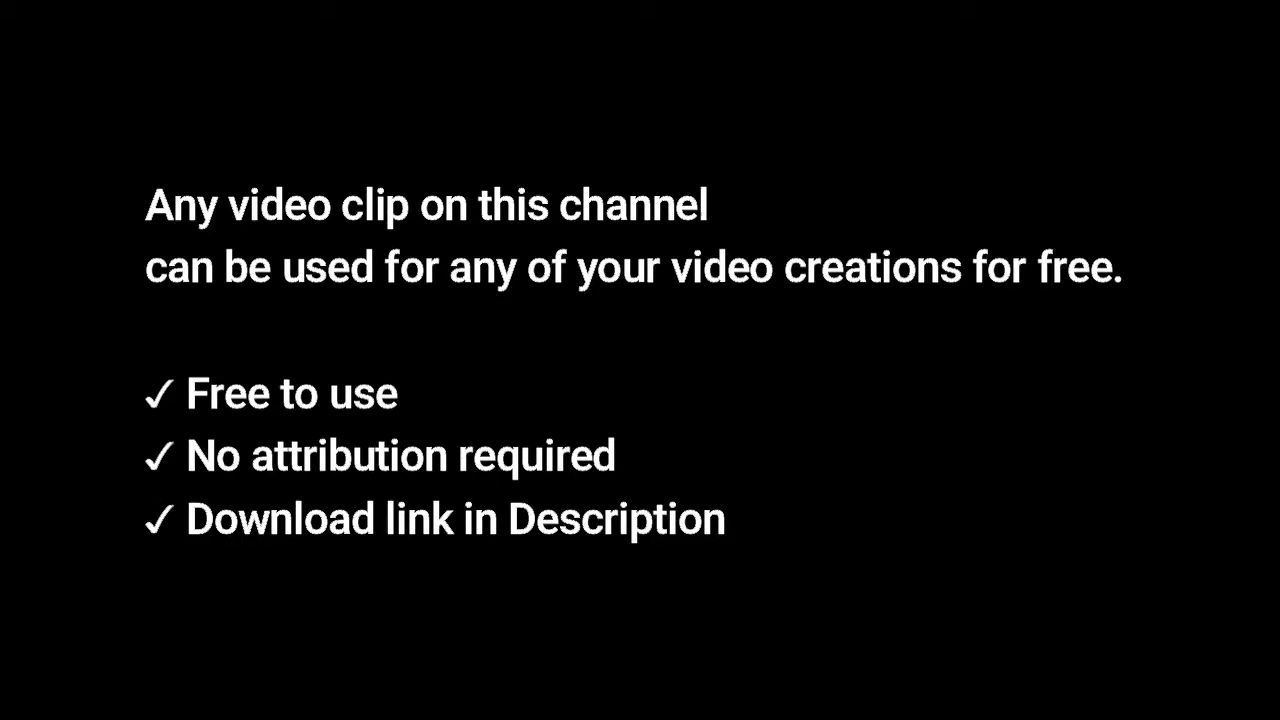 Any video clip on this channel
can be used for any of your video creations for free.
✓ Free to use
✓ No attribution required
✓ Download link in Description